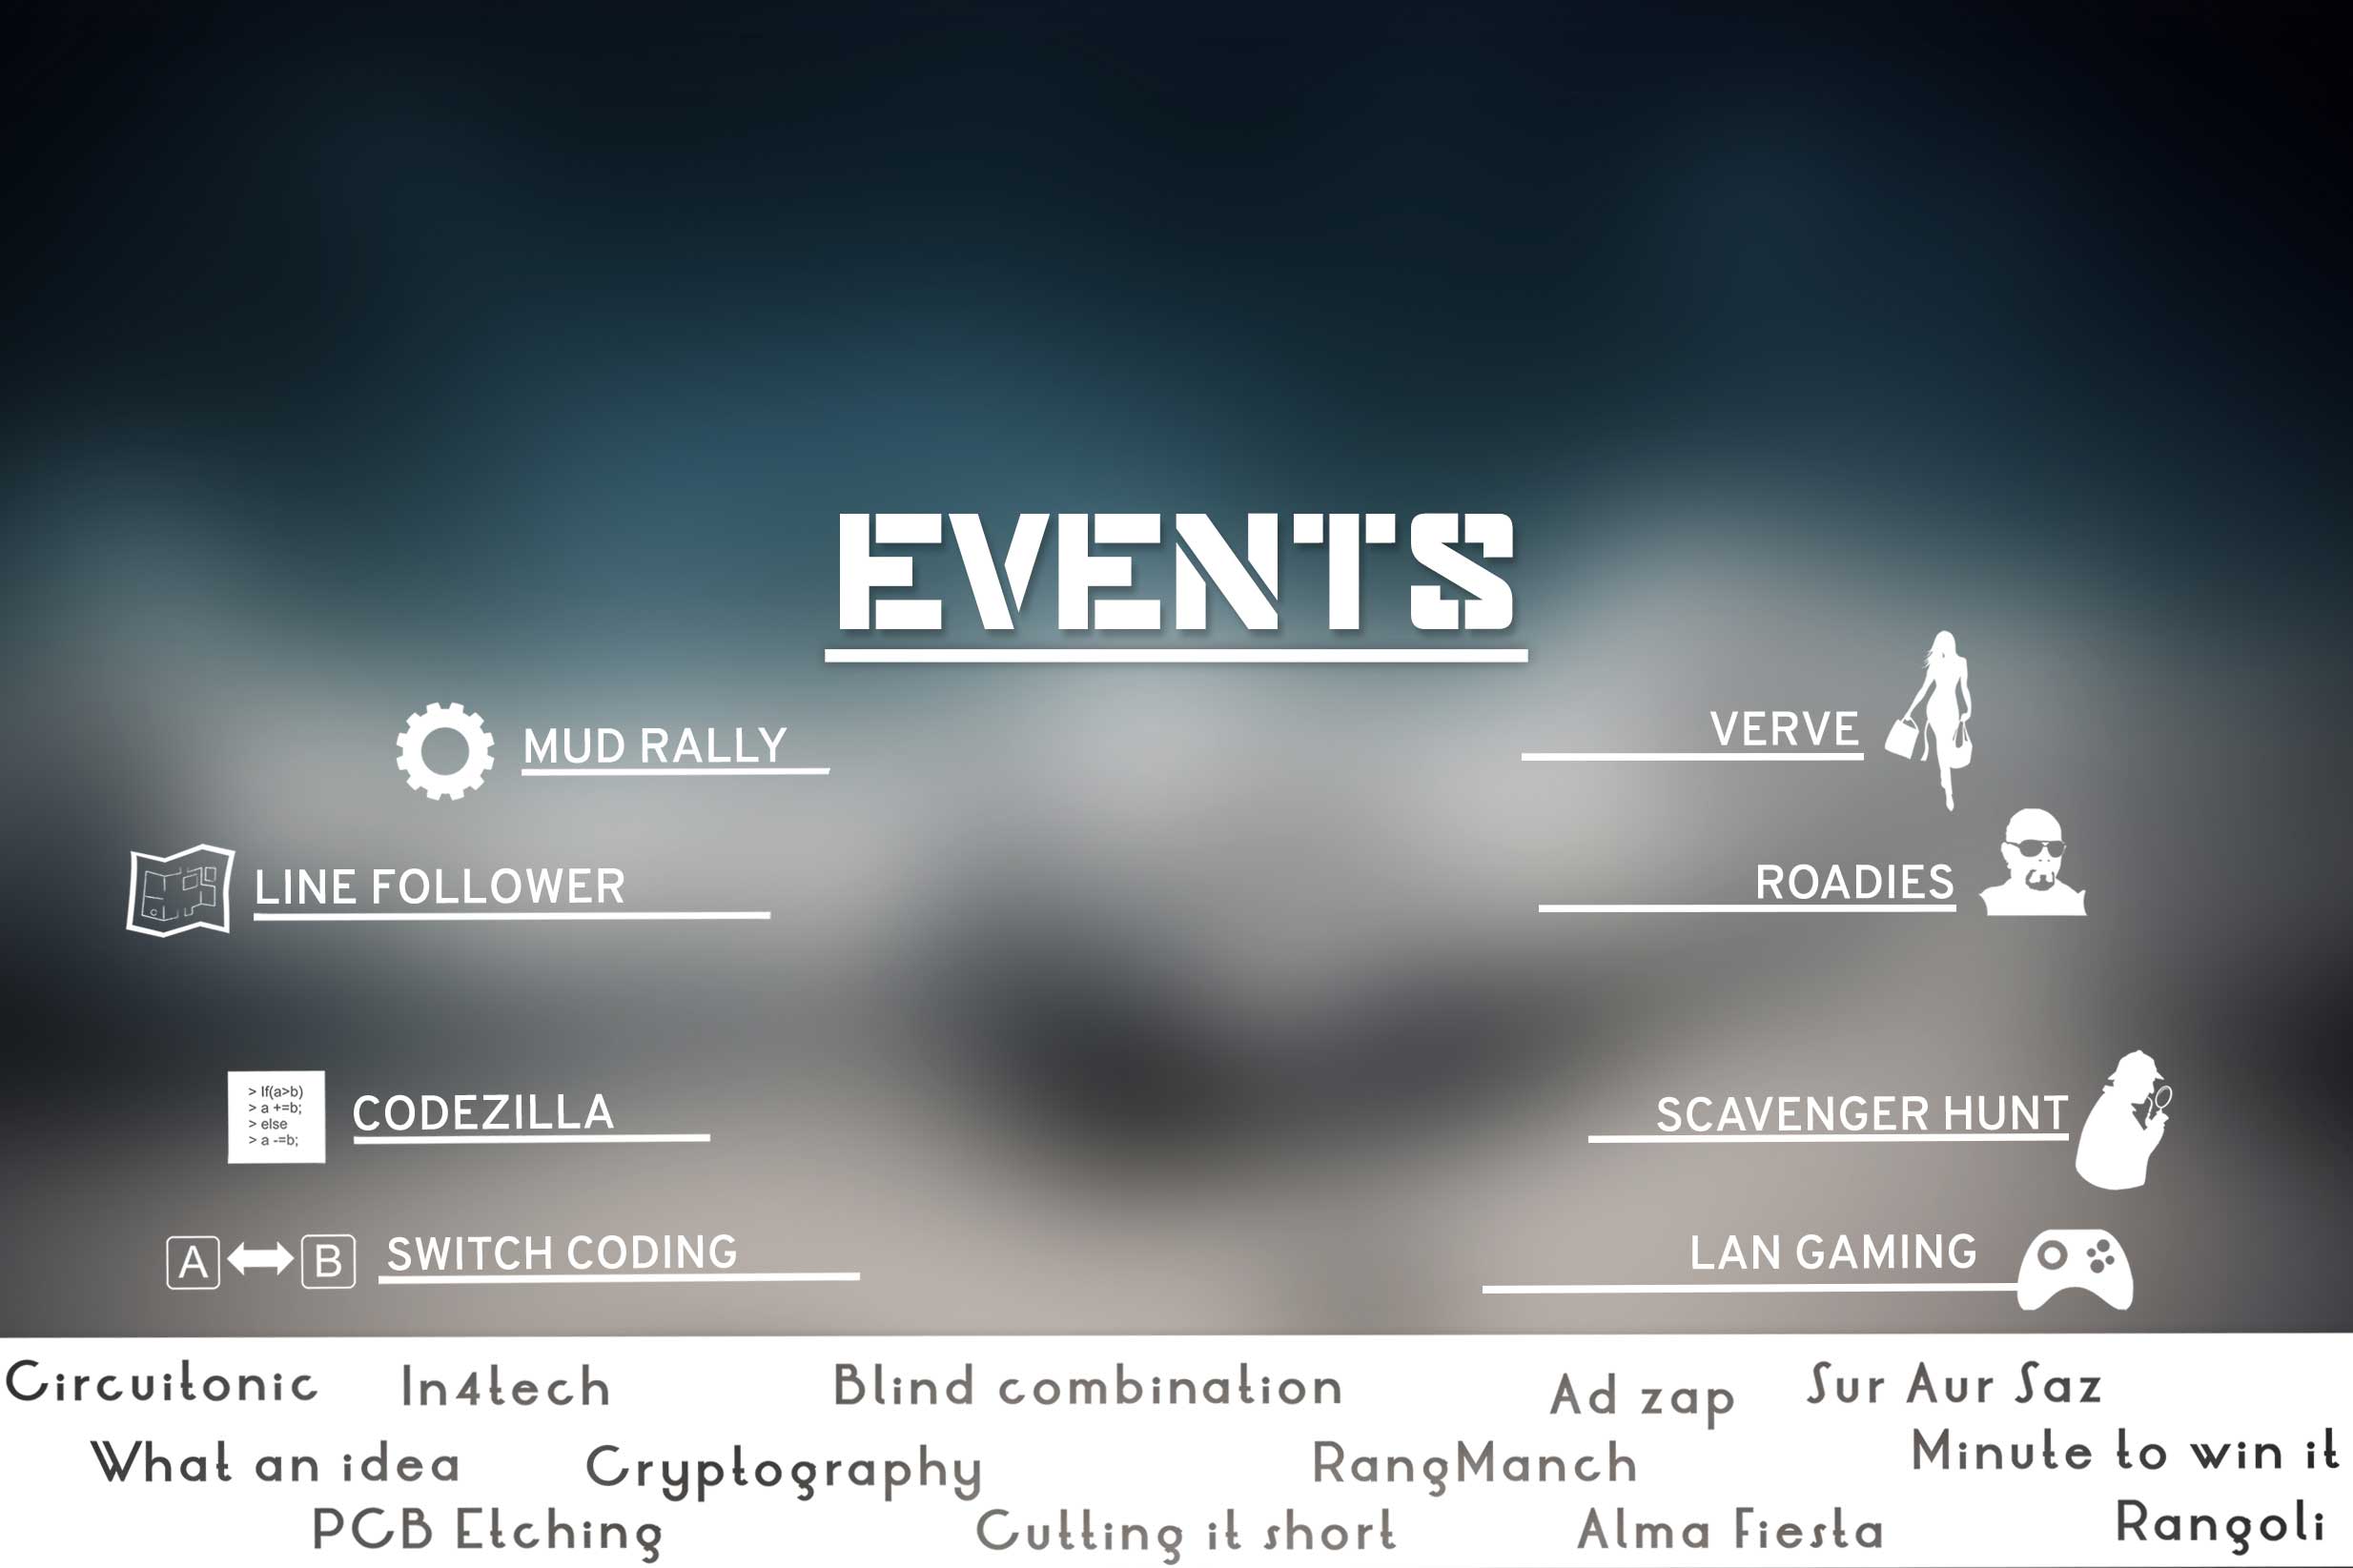 EVENTS
MUD RALLY
LINE FOLLOWER
> If(a>b)
> a +=b;
> else
> a -=b;
CODEZILLA
A B SWITCH CODING
VERVE
ROADIES
SCAVENGER HUNT
LAN GAMING
Circuitonic In4tech Blind combination Ad zap Sur Aur Saz
What an idea Cryptography RangManch Minute to win it
PCB Etching Cutting it short Alma Fiesta Rangoli